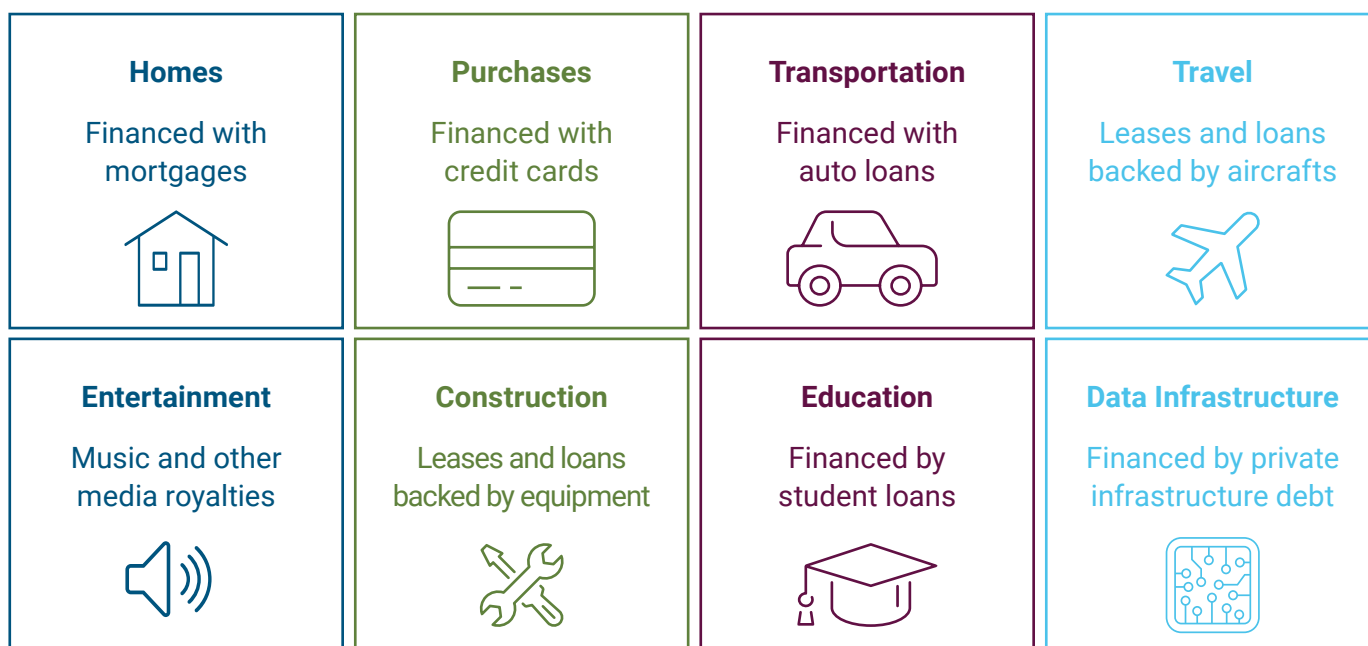 Homes
Financed with
mortgages
Purchases
Financed with
credit cards
Transportation
Financed with
auto loans
Travel
Leases and loans
backed by aircrafts
Entertainment
Music and other
media royalties
Construction
Leases and loans
backed by equipment
Education
Financed by
student loans
Data Infrastructure
Financed by private
infrastructure debt